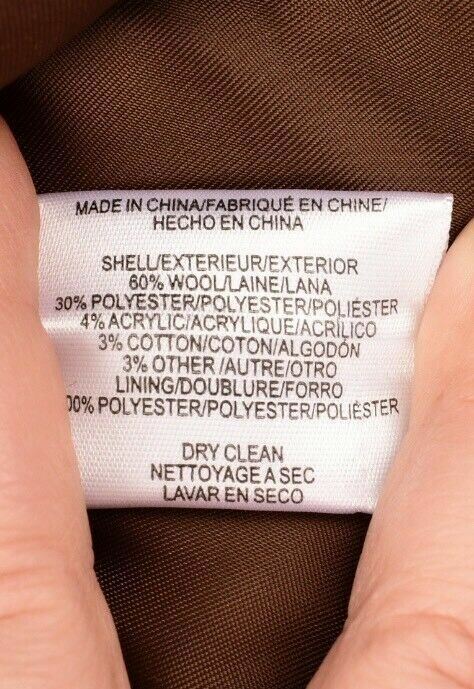 MADE IN CHINA/FABRIQUÉ EN CHINE/
HECHO EN CHINA
SHELL/EXTERIEUR/EXTERIOR
60% WOOL/LAINE/LANA
30% POLYESTER/POLYESTER/POLIÉSTER
4% ACRYLIC/ACRYLIQUE/ACRÍLICO
3% COTTON/COTON/ALGODÓN
3% OTHER/AUTRE/OTRO
LINING/DOUBLURE/FORRO
00% POLYESTER/POLYESTER/POLIÉSTER
DRY CLEAN
NETTOYAGE A SEC
LAVAR EN SECO